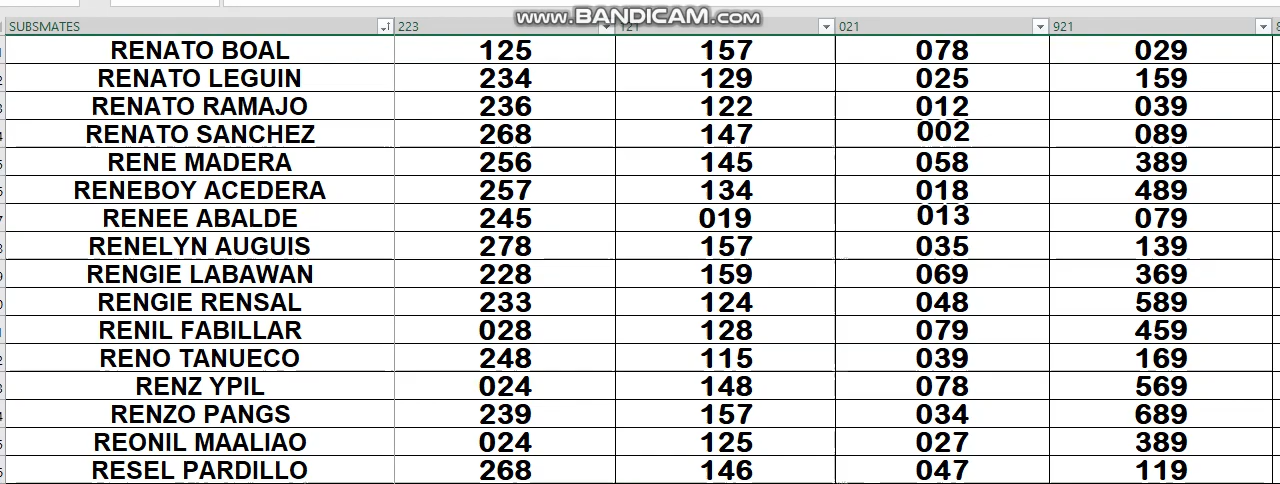 www.BANDICAM.com
SUBSMATES 223 121 021 921
RENATO BOAL 125 157 078 029
RENATO LEGUIN 234 129 025 159
RENATO RAMAJO 236 122 012 039
RENATO SANCHEZ 268 147 002 089
RENE MADERA 256 145 058 389
RENEBOY ACEDERA 257 134 018 489
RENEE ABALDE 245 019 013 079
RENELYN AUGUIS 278 157 035 139
RENGIE LABAWAN 228 159 069 369
RENGIE RENSAL 233 124 048 589
RENIL FABILLAR 028 128 079 459
RENO TANUECO 248 115 039 169
RENZ YPIL 024 148 078 569
RENZO PANGS 239 157 034 689
REONIL MAALIAO 024 125 027 389
RESEL PARDILLO 268 146 047 119